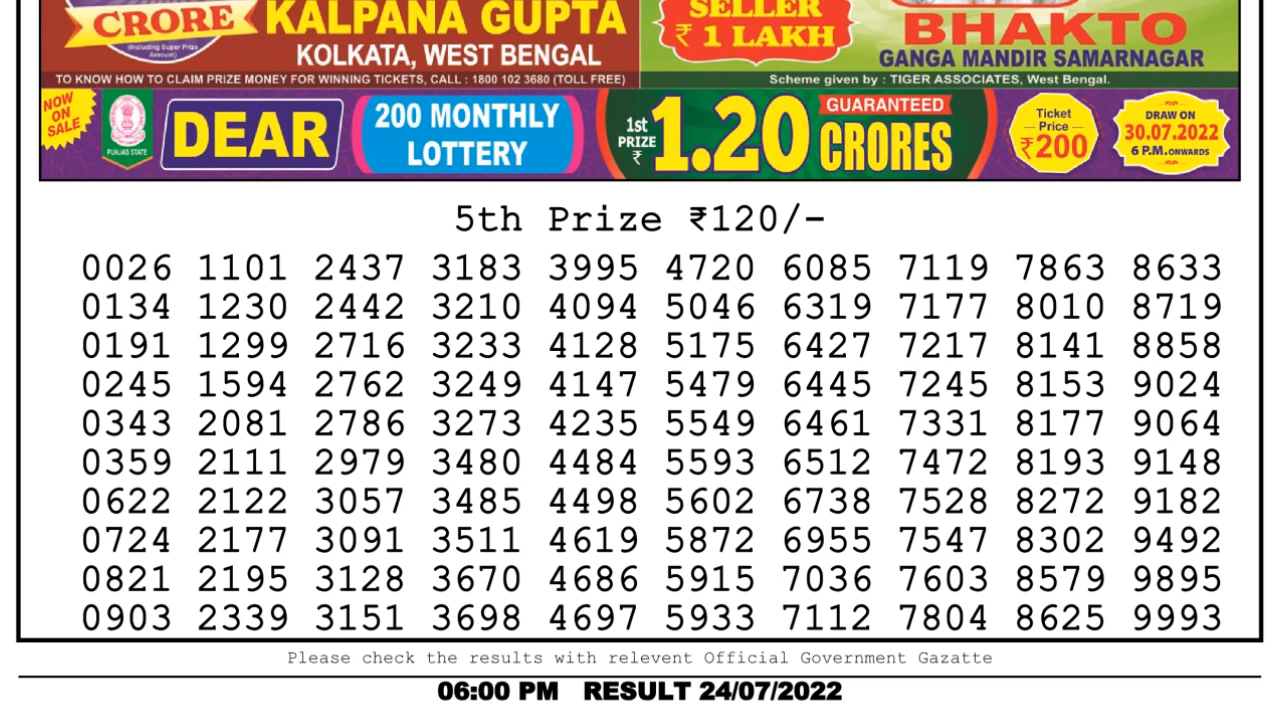 CRORE
(Including Super Prize
Amount)
KALPANA GUPTA
KOLKATA, WEST BENGAL
SELLER
₹ 1 LAKH
BHAKTO
GANGA MANDIR SAMARNAGAR
TO KNOW HOW TO CLAIM PRIZE MONEY FOR WINNING TICKETS, CALL : 1800 102 3680 (TOLL FREE)
Scheme given by : TIGER ASSOCIATES, West Bengal.
NOW
ON
SALE
PUNJAB STATE
DEAR
200 MONTHLY
LOTTERY
1st
PRIZE
₹
1.20
GUARANTEED
CRORES
Ticket
Price
₹200
DRAW ON
30.07.2022
6 P.M. ONWARDS
5th Prize ₹120/-
0026 1101 2437 3183 3995 4720 6085 7119 7863 8633
0134 1230 2442 3210 4094 5046 6319 7177 8010 8719
0191 1299 2716 3233 4128 5175 6427 7217 8141 8858
0245 1594 2762 3249 4147 5479 6445 7245 8153 9024
0343 2081 2786 3273 4235 5549 6461 7331 8177 9064
0359 2111 2979 3480 4484 5593 6512 7472 8193 9148
0622 2122 3057 3485 4498 5602 6738 7528 8272 9182
0724 2177 3091 3511 4619 5872 6955 7547 8302 9492
0821 2195 3128 3670 4686 5915 7036 7603 8579 9895
0903 2339 3151 3698 4697 5933 7112 7804 8625 9993
Please check the results with relevent Official Government Gazatte
06:00 PM RESULT 24/07/2022